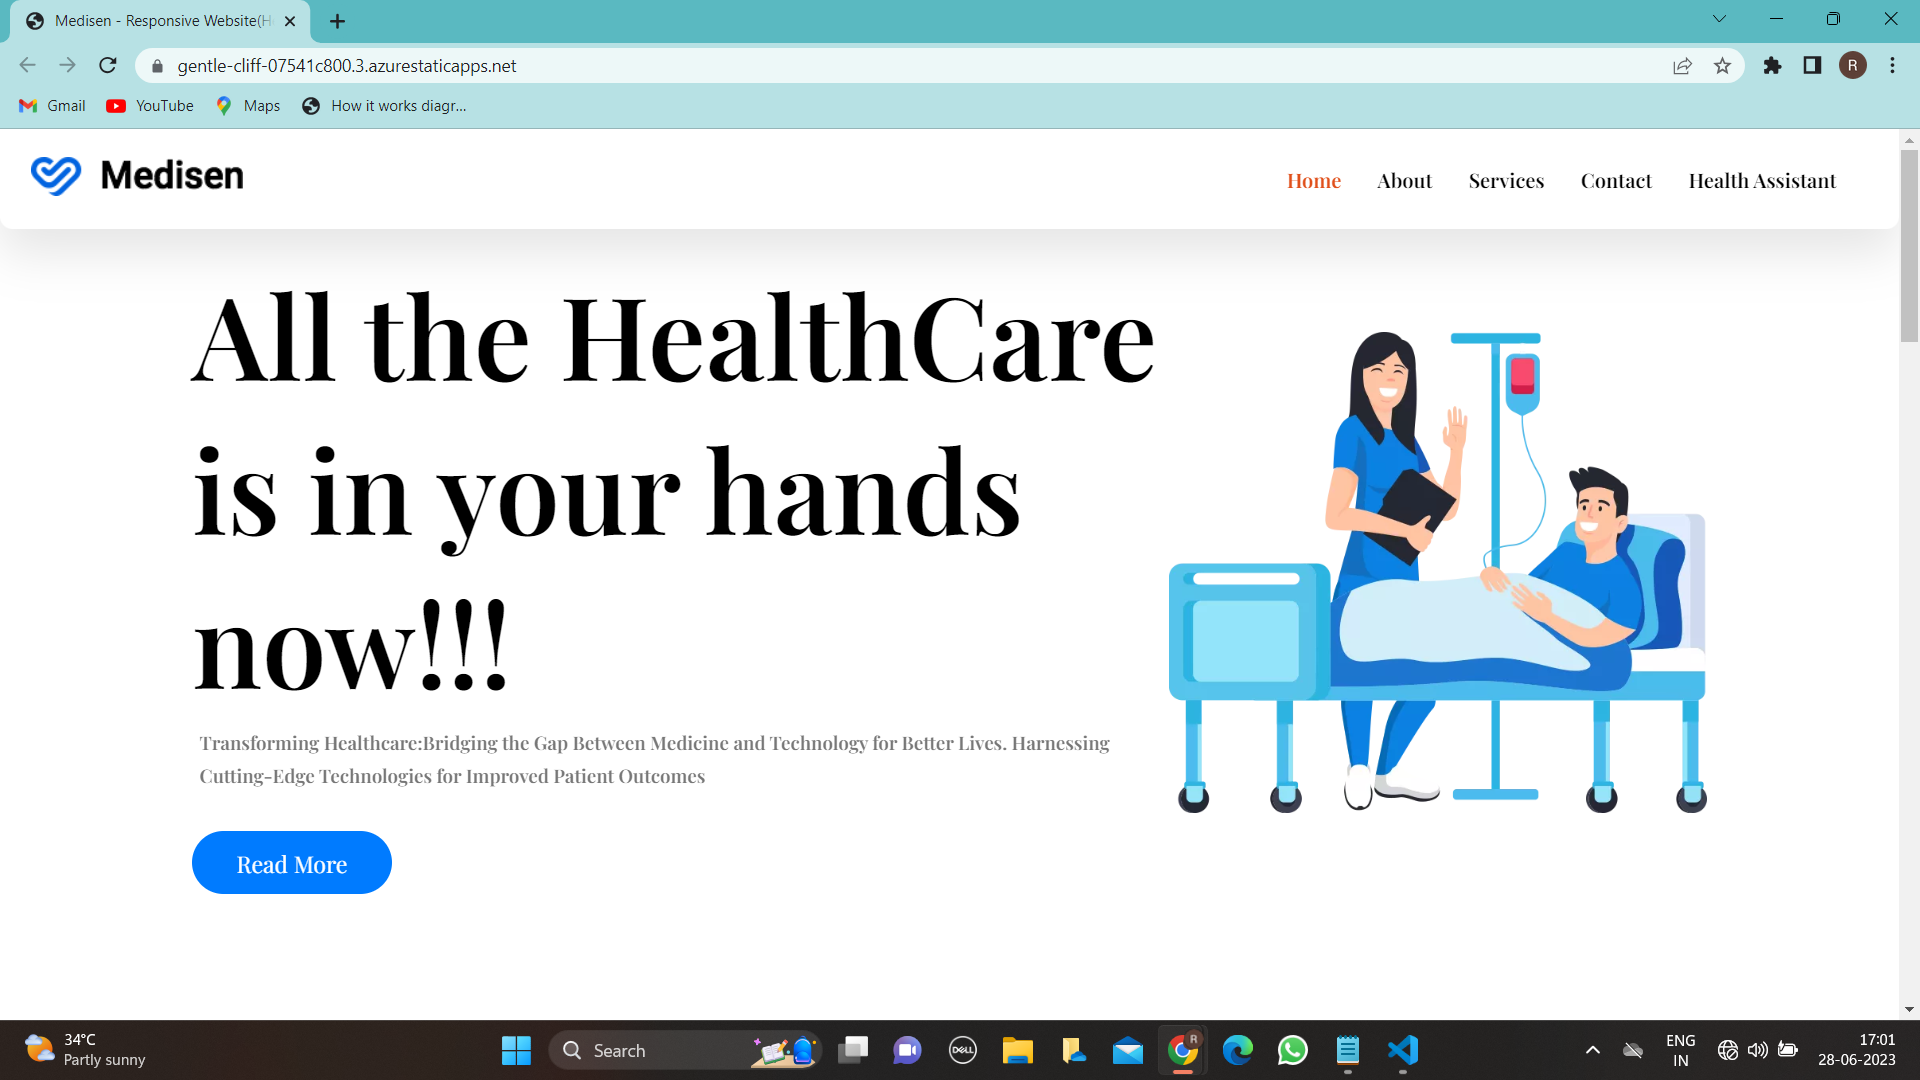 Medisen - Responsive Website(H
gentle-cliff-07541c800.3.azurestaticapps.net
R
Gmail YouTube Maps How it works diagr...
Medisen
Home About Services Contact Health Assistant
All the HealthCare
is in your hands
now!!!
Transforming Healthcare:Bridging the Gap Between Medicine and Technology for Better Lives. Harnessing
Cutting-Edge Technologies for Improved Patient Outcomes
Read More
34°C
Partly sunny
Search
DELL
R
ENG
IN
17:01
28-06-2023